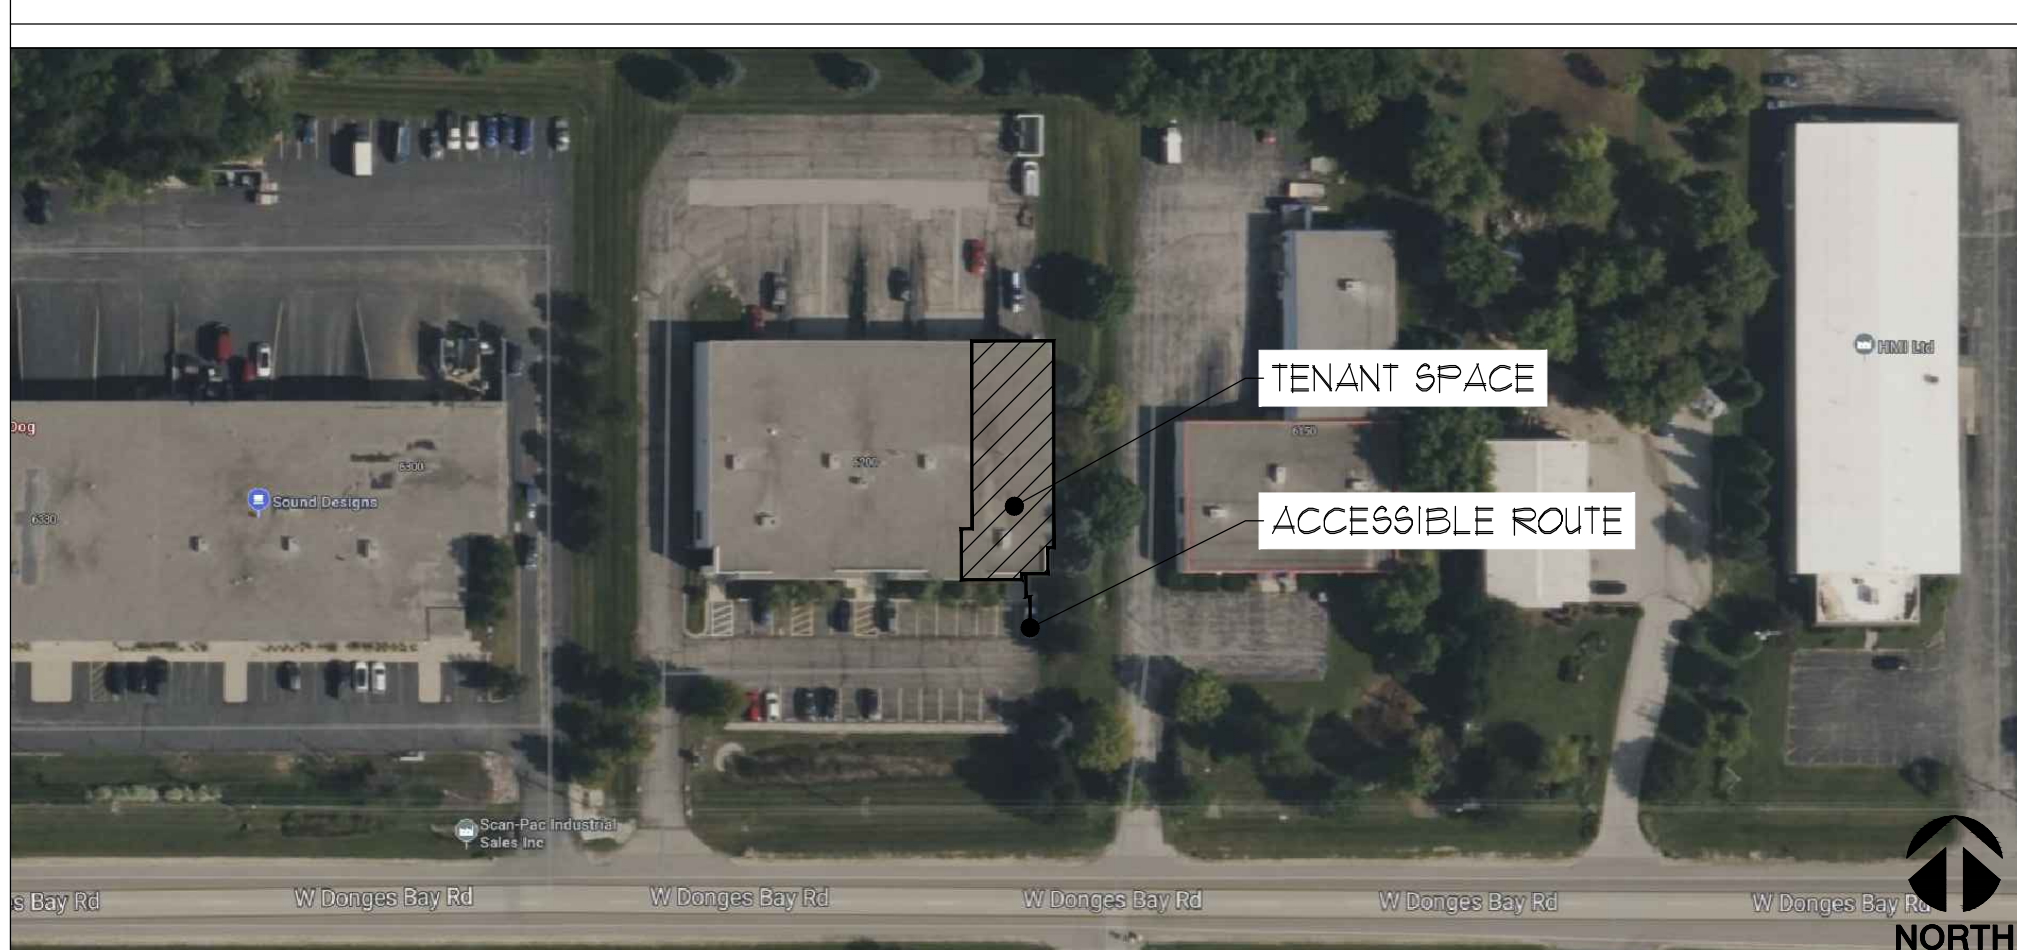 TENANT SPACE
HMI Ltd
Dog
6150
6300
6200
Sound Designs
6330
ACCESSIBLE ROUTE
Scan-Pac Industrial
Sales Inc
s Bay Rd
W Donges Bay Rd
W Donges Bay Rd
W Donges Bay Rd
W Donges Bay Rd
W Donges Bay Rd
NORTH